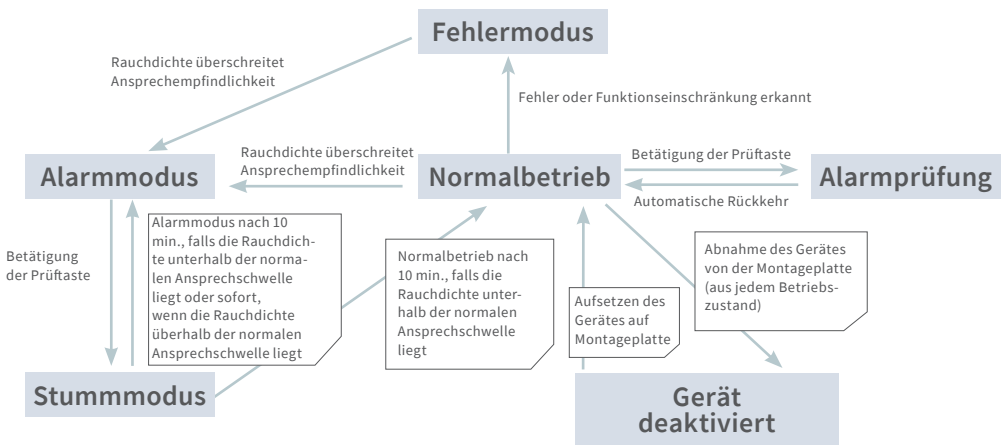 Fehlermodus
Rauchdichte überschreitet
Ansprechempfindlichkeit
Fehler oder Funktionseinschränkung erkannt
Alarmmodus
Rauchdichte überschreitet
Ansprechempfindlichkeit
Normalbetrieb
Betätigung der Prüftaste
Automatische Rückkehr
Alarmprüfung
Betätigung
der Prüftaste
Alarmmodus nach 10
min., falls die Rauchdich-
te unterhalb der norma-
len Ansprechschwelle
liegt oder sofort,
wenn die Rauchdichte
überhalb der normalen
Ansprechschwelle liegt
Normalbetrieb nach
10 min., falls die
Rauchdichte unter-
halb der normalen
Ansprechschwelle
liegt
Aufsetzen des
Gerätes auf
Montageplatte
Abnahme des Gerätes
von der Montageplatte
(aus jedem Betriebs-
zustand)
Stummmodus
Gerät
deaktiviert